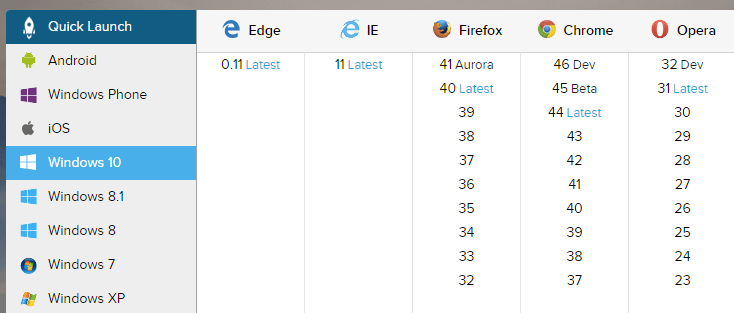 Quick Launch
Android
Windows Phone
iOS
Windows 10
Windows 8.1
Windows 8
Windows 7
Windows XP
Edge IE Firefox Chrome Opera
0.11 Latest 11 Latest 41 Aurora 46 Dev 32 Dev
40 Latest 45 Beta 31 Latest
39 44 Latest 30
38 43 29
37 42 28
36 41 27
35 40 26
34 39 25
33 38 24
32 37 23